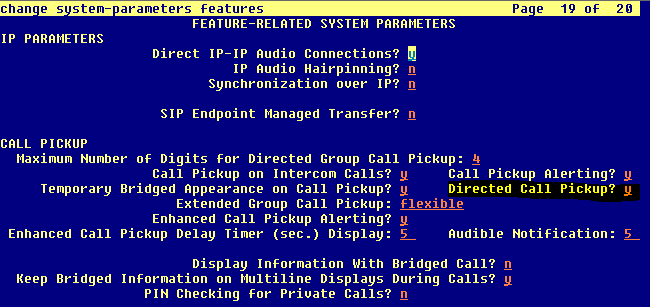 change system-parameters features Page 19 of 20
FEATURE-RELATED SYSTEM PARAMETERS
IP PARAMETERS
Direct IP-IP Audio Connections? y
IP Audio Hairpinning? n
Synchronization over IP? n
SIP Endpoint Managed Transfer? n
CALL PICKUP
Maximum Number of Digits for Directed Group Call Pickup: 4
Call Pickup on Intercom Calls? y Call Pickup Alerting? y
Temporary Bridged Appearance on Call Pickup? y Directed Call Pickup? y
Extended Group Call Pickup: flexible
Enhanced Call Pickup Alerting? y
Enhanced Call Pickup Delay Timer (sec.) Display: 5 Audible Notification: 5
Display Information With Bridged Call? n
Keep Bridged Information on Multiline Displays During Calls? y
PIN Checking for Private Calls? n